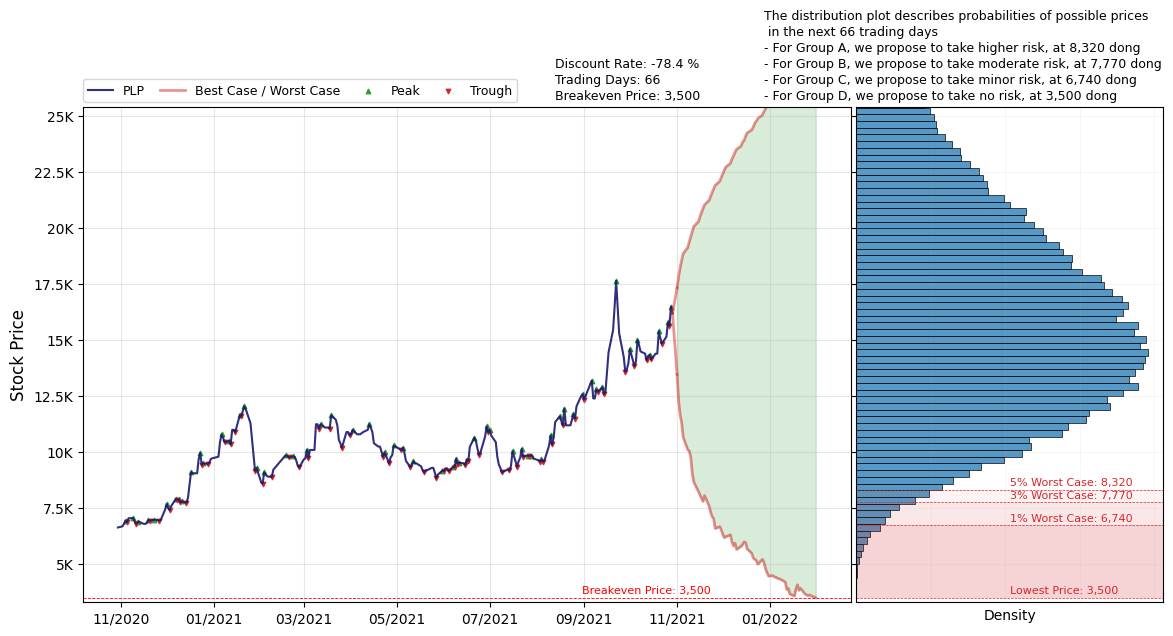 The distribution plot describes probabilities of possible prices
in the next 66 trading days
- For Group A, we propose to take higher risk, at 8,320 dong
- For Group B, we propose to take moderate risk, at 7,770 dong
- For Group C, we propose to take minor risk, at 6,740 dong
- For Group D, we propose to take no risk, at 3,500 dong
Discount Rate: -78.4 %
Trading Days: 66
Breakeven Price: 3,500
PLP
Best Case / Worst Case
Peak
Trough
Stock Price
25K
22.5K
20K
17.5K
15K
12.5K
10K
7.5K
5K
Breakeven Price: 3,500
11/2020
01/2021
03/2021
05/2021
07/2021
09/2021
11/2021
01/2022
5% Worst Case: 8,320
3% Worst Case: 7,770
1% Worst Case: 6,740
Lowest Price: 3,500
Density